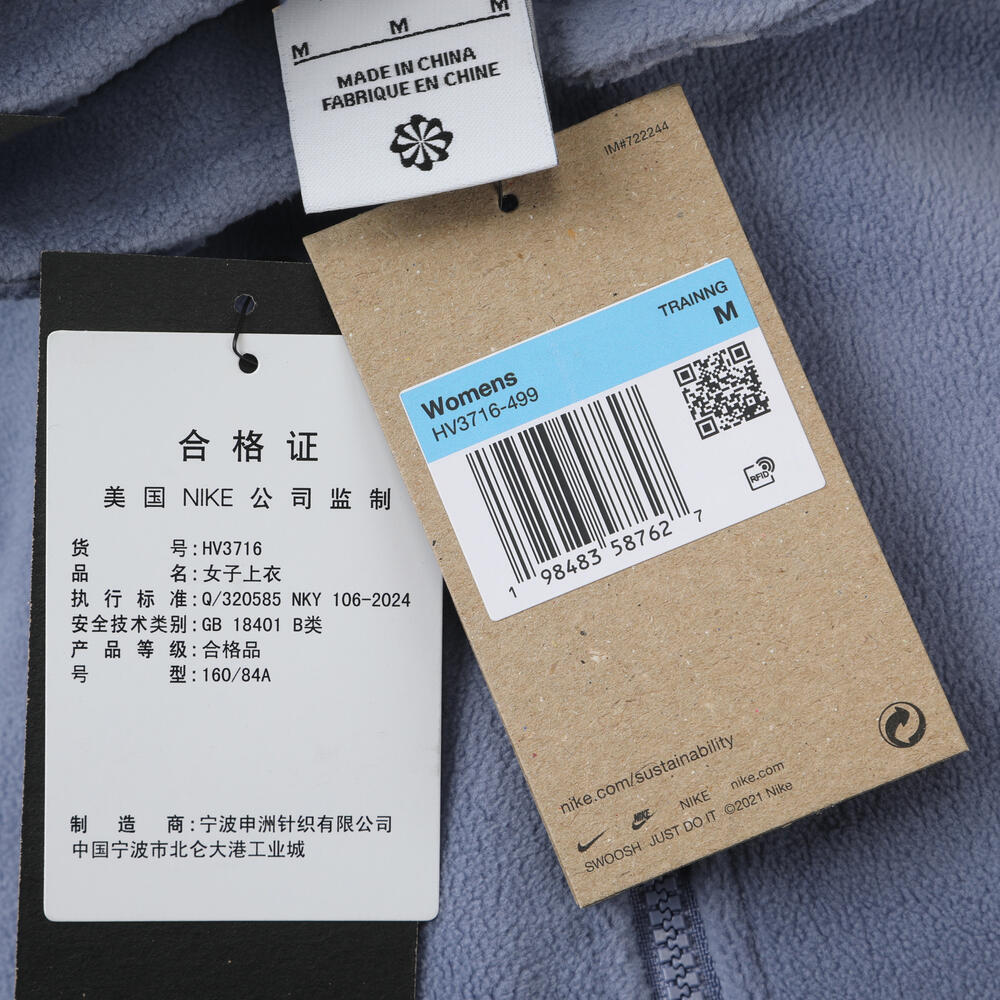 M M M
MADE IN CHINA
FABRIQUE EN CHINE
IM#722244
TRAINNG
M
Womens
HV3716-499
RFID
1 98483 58762 7
nike.com/sustainability
NIKE NIKE nike.com
SWOOSH JUST DO IT ©2021 Nike
合格证
美国NIKE公司监制
货号:HV3716
品名:女子上衣
执行标准:Q/320585 NKY 106-2024
安全技术类别:GB 18401 B类
产品等级:合格品
号型:160/84A
制造商:宁波申洲针织有限公司
中国宁波市北仑大港工业城